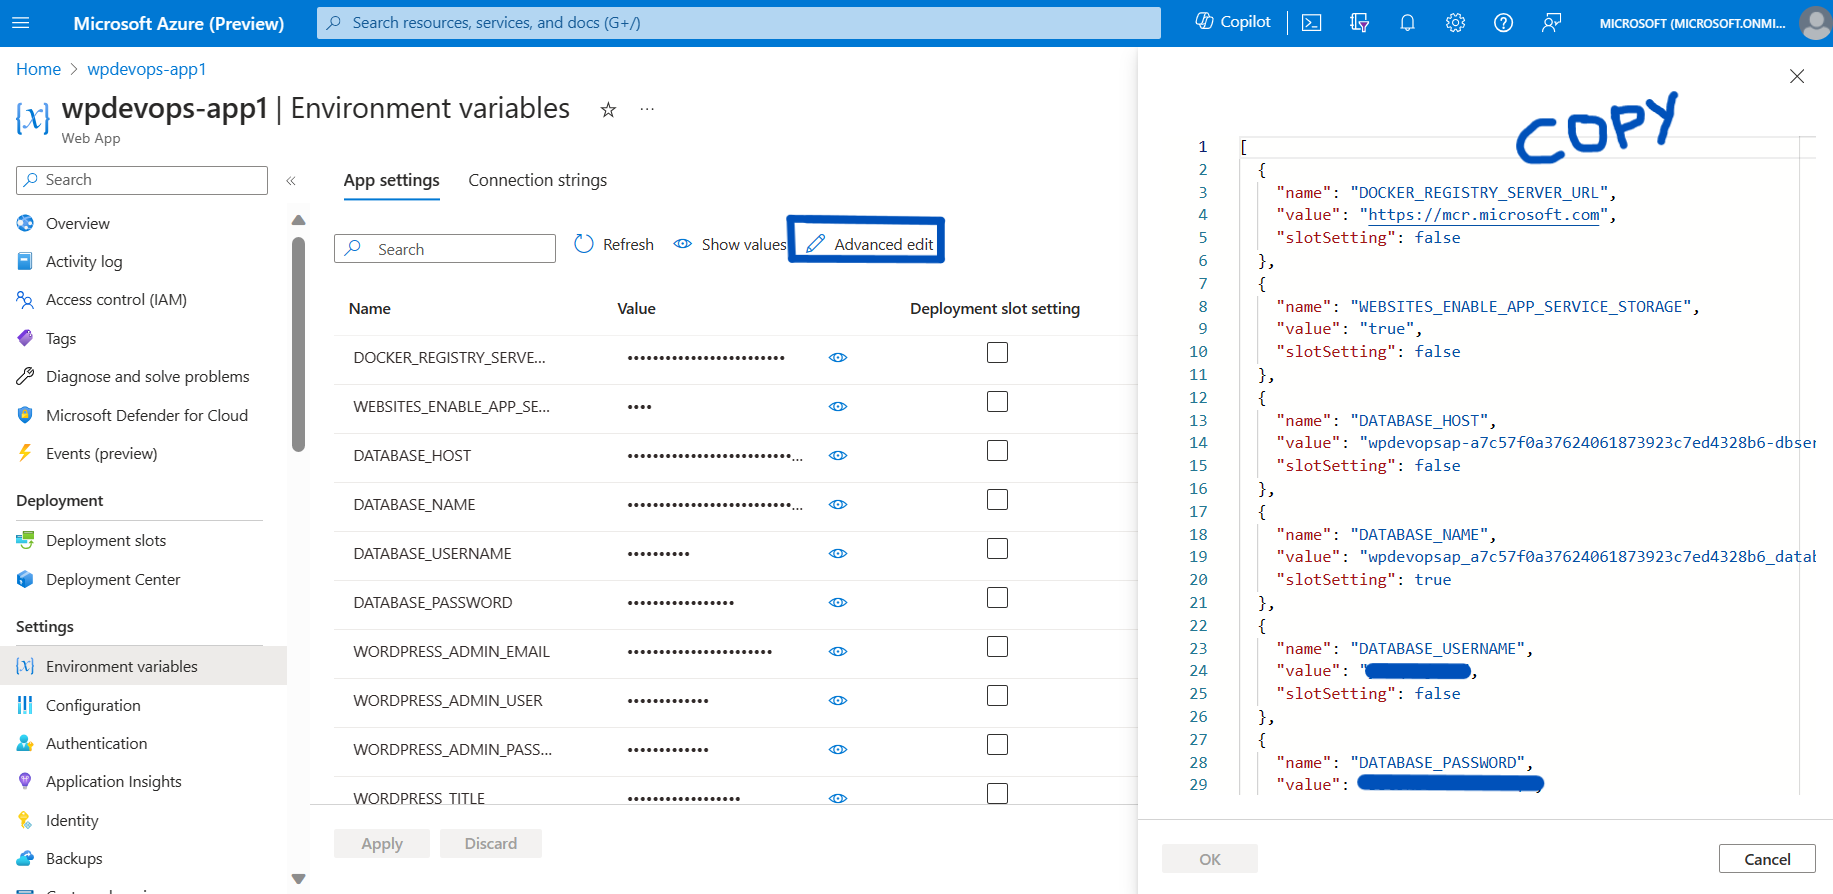 Microsoft Azure (Preview)
Search resources, services, and docs (G+/)
Copilot
MICROSOFT (MICROSOFT.ONMI...
Home > wpdevops-app1
wpdevops-app1 | Environment variables
...
Web App
Search
«
Overview
Activity log
Access control (IAM)
Tags
Diagnose and solve problems
Microsoft Defender for Cloud
Events (preview)
Deployment
Deployment slots
Deployment Center
Settings
Environment variables
Configuration
Authentication
Application Insights
Identity
Backups
App settings
Connection strings
Search
Refresh
Show values
Advanced edit
Name Value Deployment slot setting
DOCKER_REGISTRY_SERVE... •••••••••••••••••••••••••
WEBSITES_ENABLE_APP_SE... ••••
DATABASE_HOST ••••••••••••••••••••••••••...
DATABASE_NAME ••••••••••••••••••••••••••...
DATABASE_USERNAME ••••••••••
DATABASE_PASSWORD •••••••••••••••••
WORDPRESS_ADMIN_EMAIL •••••••••••••••••••••••
WORDPRESS_ADMIN_USER •••••••••••••
WORDPRESS_ADMIN_PASS... •••••••••••••
WORDPRESS_TITLE ••••••••••••••••••
Apply
Discard
COPY
1 [
2 {
3 "name": "DOCKER_REGISTRY_SERVER_URL",
4 "value": "https://mcr.microsoft.com",
5 "slotSetting": false
6 },
7 {
8 "name": "WEBSITES_ENABLE_APP_SERVICE_STORAGE",
9 "value": "true",
10 "slotSetting": false
11 },
12 {
13 "name": "DATABASE_HOST",
14 "value": "wpdevopsap-a7c57f0a37624061873923c7ed4328b6-dbser
15 "slotSetting": false
16 },
17 {
18 "name": "DATABASE_NAME",
19 "value": "wpdevopsap_a7c57f0a37624061873923c7ed4328b6_datab
20 "slotSetting": true
21 },
22 {
23 "name": "DATABASE_USERNAME",
24 "value": ",
25 "slotSetting": false
26 },
27 {
28 "name": "DATABASE_PASSWORD",
29 "value":
OK
Cancel